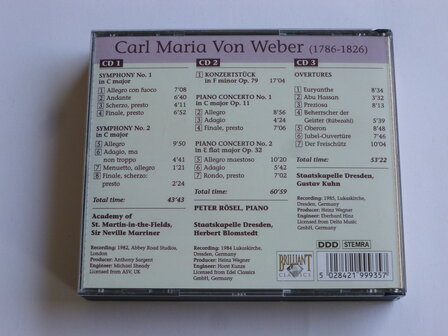 Carl Maria Von Weber (1786-1826)
CD 1
SYMPHONY No. 1
in C major
1 Allegro con fuoco 7'08
2 Andante 6'40
3 Scherzo, presto 4'11
4 Finale, presto 6'52
SYMPHONY No. 2
in C major
5 Allegro 9'50
6 Adagio, ma
non troppo 4'41
7 Menuetto, allegro 1'21
8 Finale, scherzo:
presto 2'24
Total time: 43'43
Academy of
St. Martin-in-the-Fields,
Sir Neville Marriner
Recording: 1982, Abbey Road Studios,
London
Producer: Anthony Sargent
Engineer: Michael Sheady
Licensed from ASV, UK
CD 2
1 KONZERTSTÜCK
in F minor Op. 79 17'04
PIANO CONCERTO No. 1
in C major Op. 11
2 Allegro 8'56
3 Adagio 4'24
4 Finale, presto 7'06
PIANO CONCERTO No. 2
in E flat major Op. 32
5 Allegro maestoso 10'20
6 Adagio 5'42
7 Rondo, presto 7'02
Total time: 60'59
PETER RÖSEL, PIANO
Staatskapelle Dresden,
Herbert Blomstedt
Recording: 1984 Lukaskirche,
Dresden, Germany
Producer: Heinz Wegner
Engineer: Horst Kunze
Licensed from Edel Classics
GmbH, Germany
CD 3
OVERTURES
1 Euryanthe 8'34
2 Abu Hassan 3'32
3 Preziosa 8'13
4 Beherrscher der
Geister (Rübezahl) 5'39
5 Oberon 8'48
6 Jubel-Ouvertüre 7'46
7 Der Freischütz 10'04
Total time: 53'22
Staatskapelle Dresden,
Gustav Kuhn
Recording: 1985, Lukaskirche,
Dresden, Germany
Producer: Heinz Wegner
Engineer: Eberhard Hinz
Licensed from Delta Music
GmbH, Germany
DDD STEMRA
BRILLIANT
CLASSICS
5 028421 999357